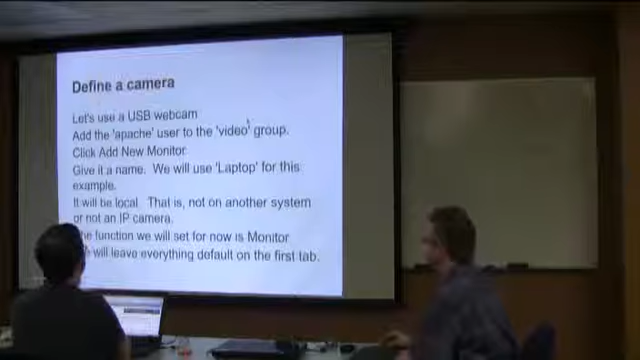 Define a camera
Let's use a USB webcam
Add the 'apache' user to the 'video' group.
Click Add New Monitor
Give it a name. We will use 'Laptop' for this
example.
It will be local. That is, not on another system
or not an IP camera.
he function we will set for now is Monitor
will leave everything default on the first tab.